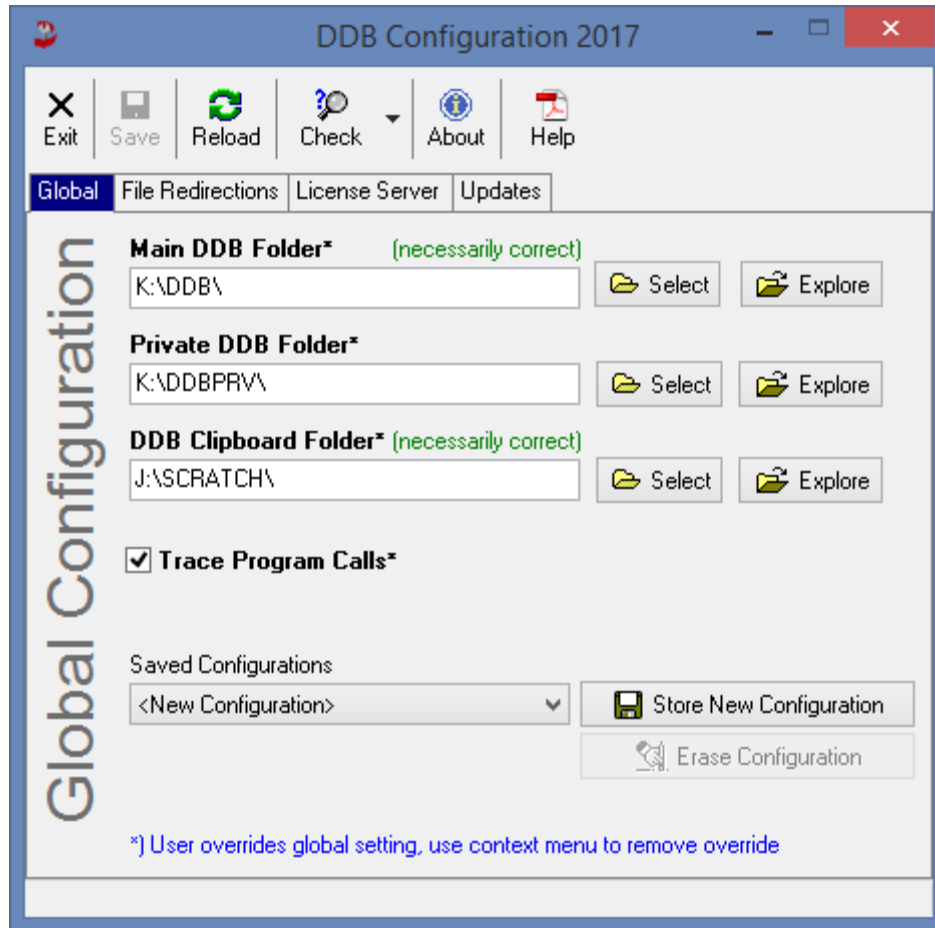 DDB Configuration 2017
Exit Save Reload Check About Help
Global File Redirections License Server Updates
Global Configuration
Main DDB Folder* (necessarily correct)
K:\DDB\ Select Explore
Private DDB Folder*
K:\DDBPRV\ Select Explore
DDB Clipboard Folder* (necessarily correct)
J:\SCRATCH\ Select Explore
Trace Program Calls*
Saved Configurations
<New Configuration> Store New Configuration
Erase Configuration
*) User overrides global setting, use context menu to remove override